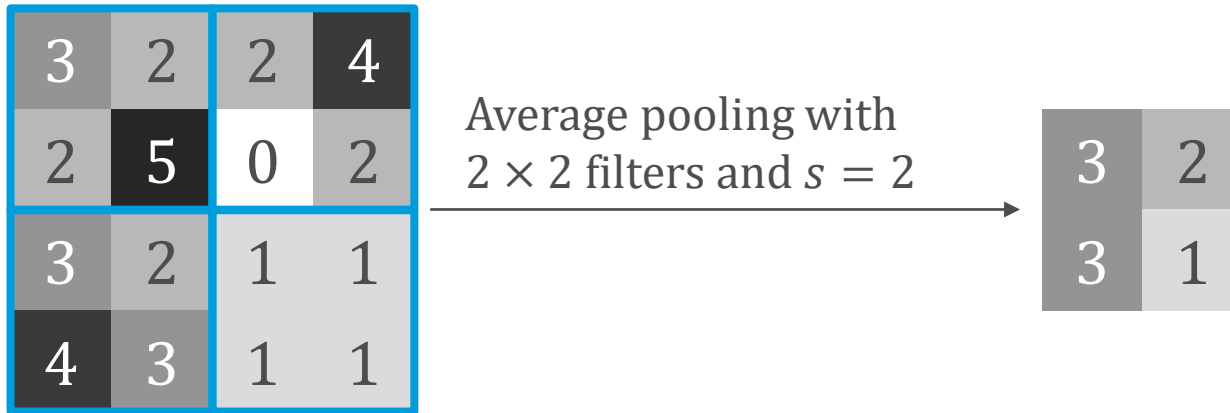 3 2 2 4
2 5 0 2
3 2 1 1
4 3 1 1
Average pooling with
2 × 2 filters and s = 2
3 2
3 1